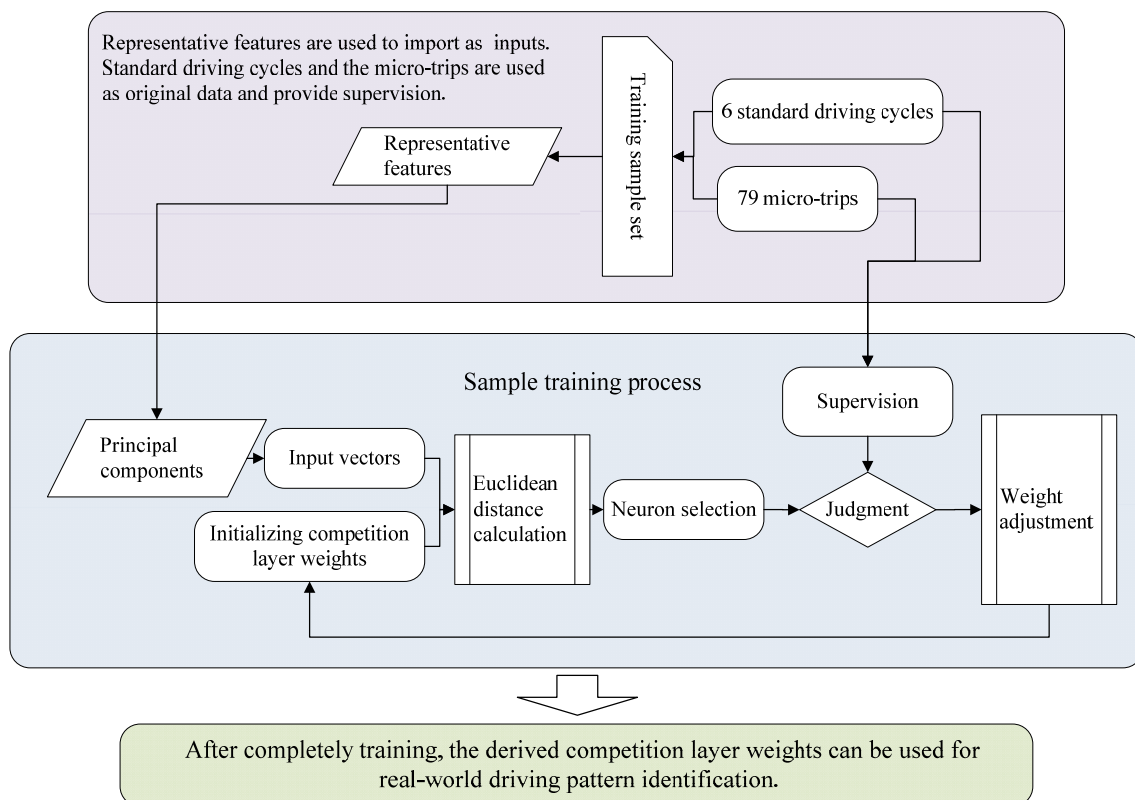 Representative features are used to import as inputs.
Standard driving cycles and the micro-trips are used
as original data and provide supervision.
Training sample set
6 standard driving cycles
Representative
features
79 micro-trips
Sample training process
Supervision
Principal
components
Input vectors
Euclidean
distance
calculation
Neuron selection
Judgment
Weight
adjustment
Initializing competition
layer weights
After completely training, the derived competition layer weights can be used for
real-world driving pattern identification.